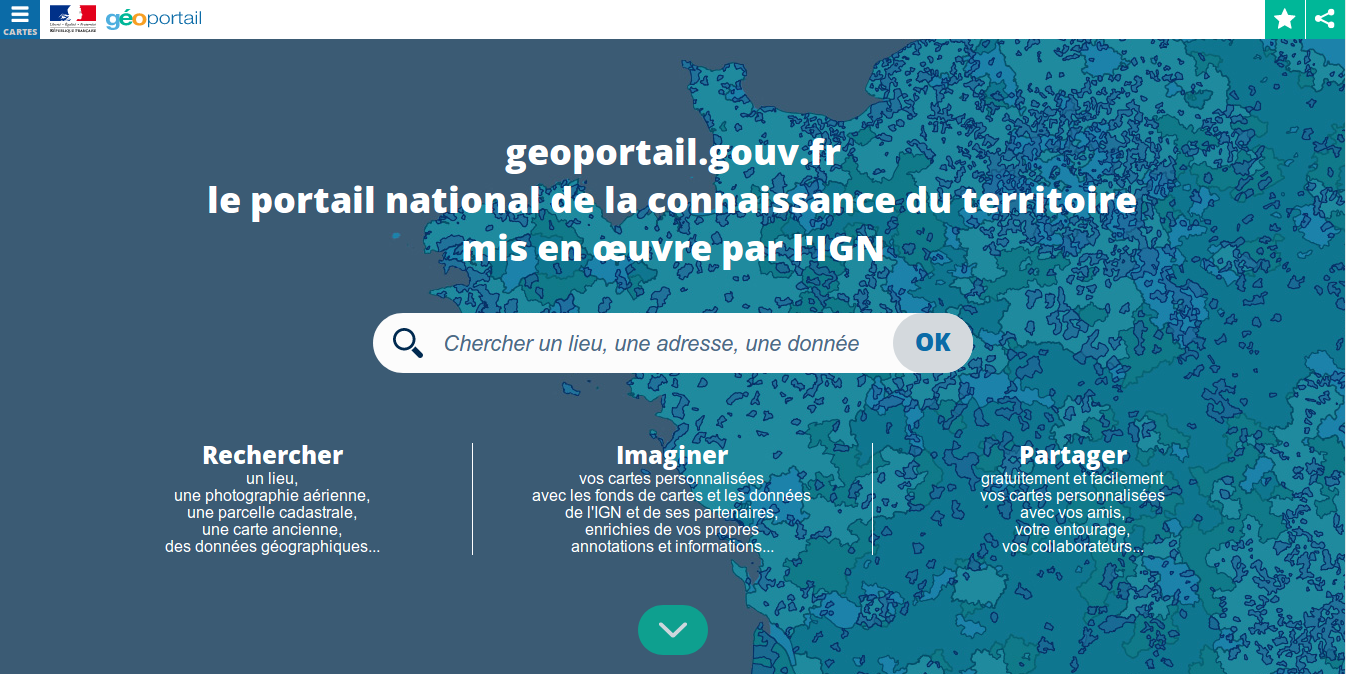 CARTES
Liberté • Égalité • Fraternité
RÉPUBLIQUE FRANÇAISE
géoportail
geoportail.gouv.fr
le portail national de la connaissance du territoire
mis en œuvre par l'IGN
Chercher un lieu, une adresse, une donnée
OK
Rechercher
un lieu,
une photographie aérienne,
une parcelle cadastrale,
une carte ancienne,
des données géographiques...
Imaginer
vos cartes personnalisées
avec les fonds de cartes et les données
de l'IGN et de ses partenaires,
enrichies de vos propres
annotations et informations...
Partager
gratuitement et facilement
vos cartes personnalisées
avec vos amis,
votre entourage,
vos collaborateurs...